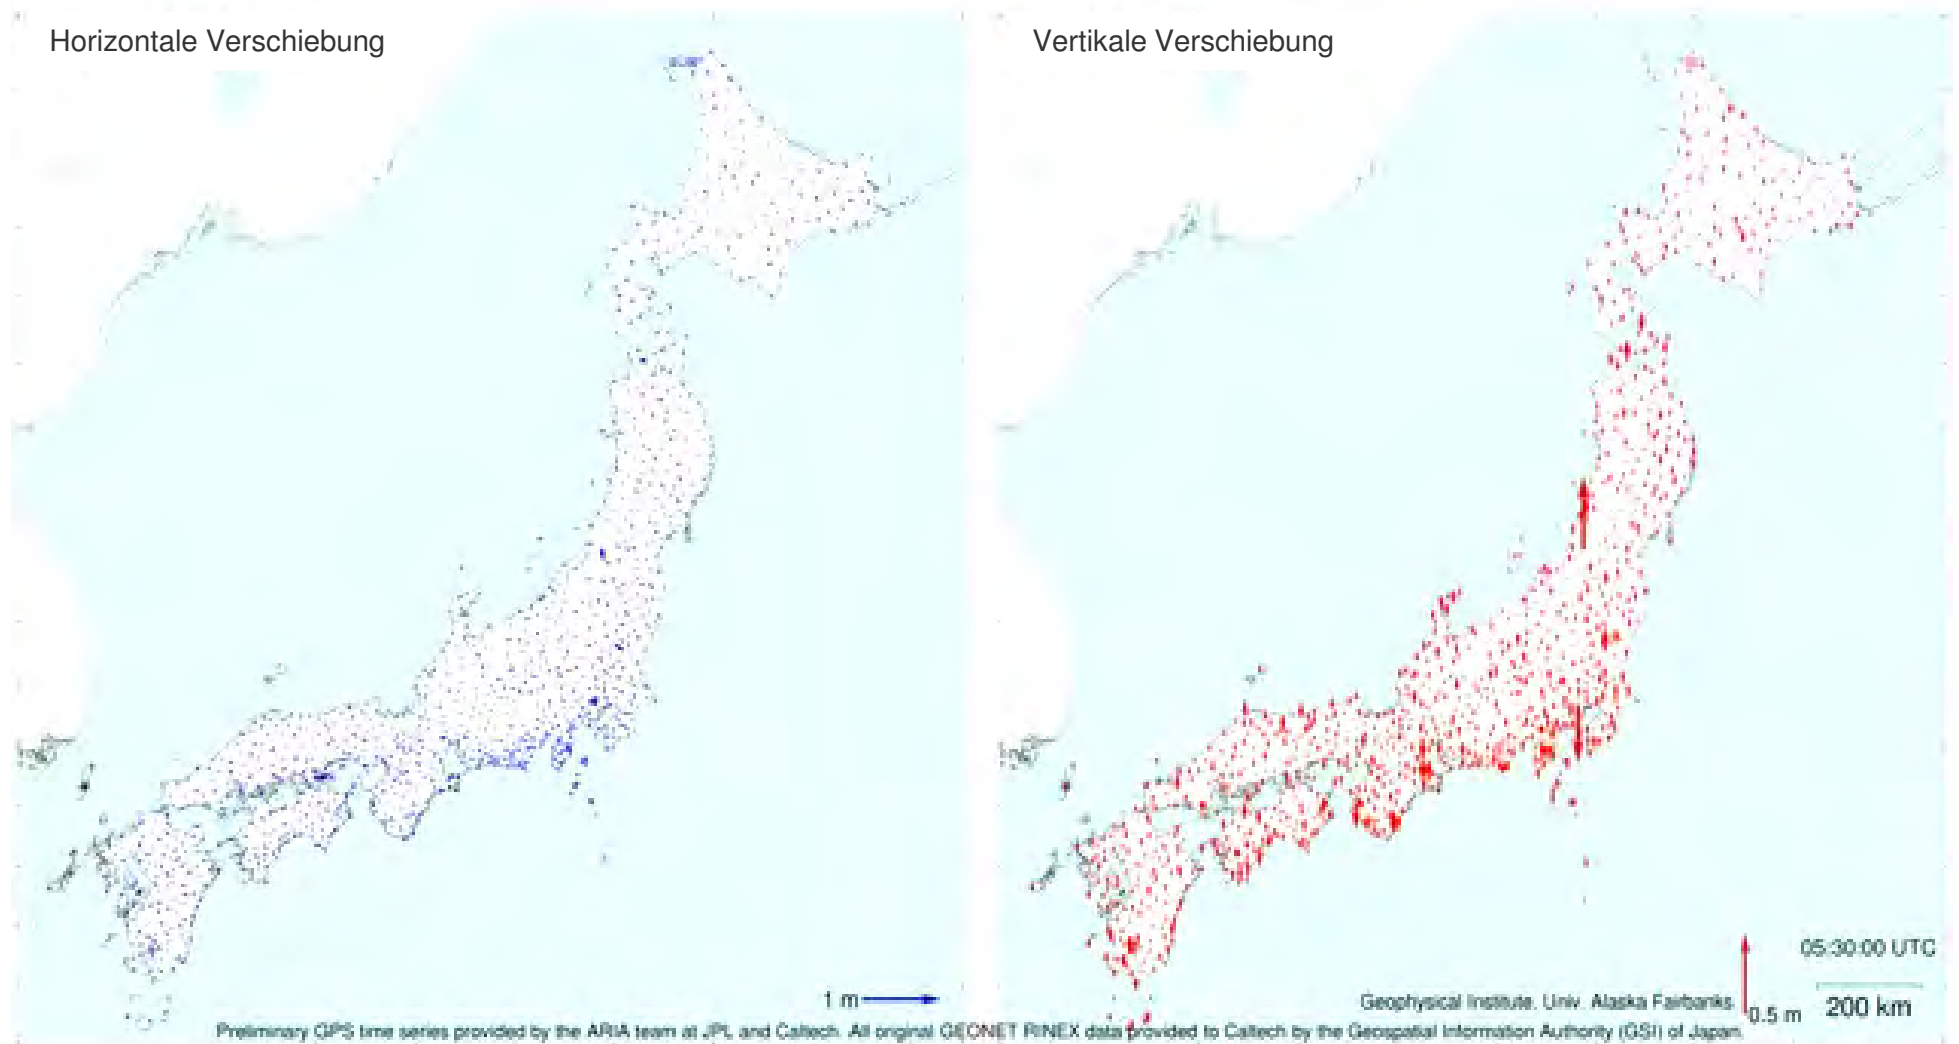 Horizontale Verschiebung
Vertikale Verschiebung
05:30:00 UTC
1 m
Geophysical Institute, Univ. Alaska Fairbanks
0.5 m
200 km
Preliminary GPS time series provided by the ARIA team at JPL and Caltech. All original GEONET RINEX data provided to Caltech by the Geospatial Information Authority (GSI) of Japan.